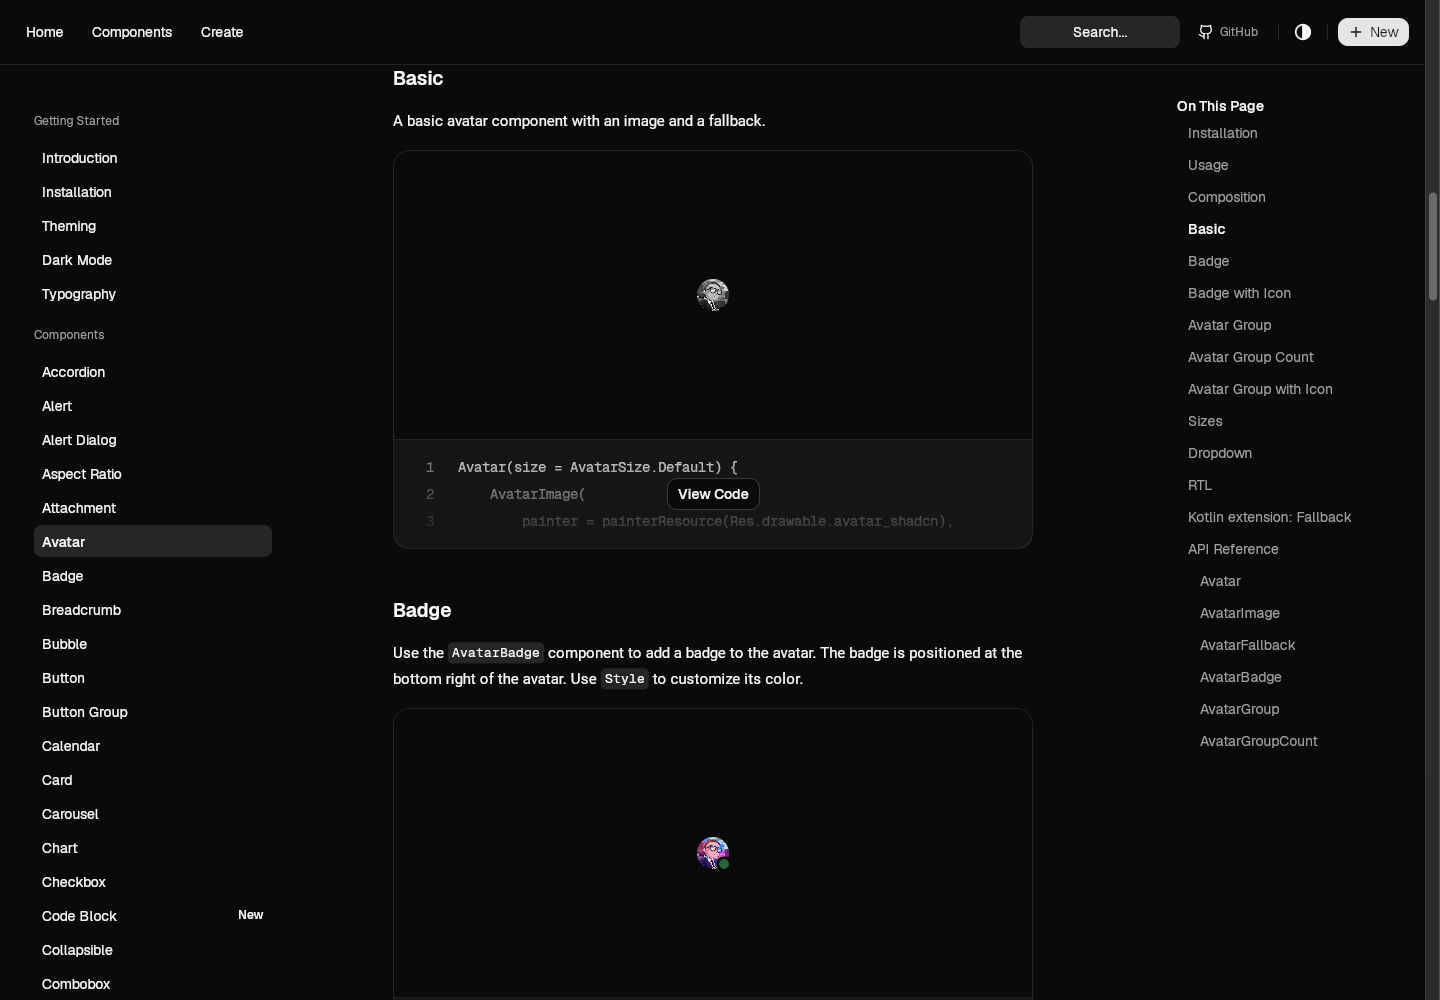 Home
Components
Create
Search...
GitHub
New
Getting Started
Introduction
Installation
Theming
Dark Mode
Typography
Components
Accordion
Alert
Alert Dialog
Aspect Ratio
Attachment
Avatar
Badge
Breadcrumb
Bubble
Button
Button Group
Calendar
Card
Carousel
Chart
Checkbox
Code Block
New
Collapsible
Combobox
Basic
A basic avatar component with an image and a fallback.
1 Avatar(size = AvatarSize.Default) {
2 AvatarImage(
View Code
3 painter = painterResource(Res.drawable.avatar_shadcn),
Badge
Use the AvatarBadge component to add a badge to the avatar. The badge is positioned at the
bottom right of the avatar. Use Style to customize its color.
On This Page
Installation
Usage
Composition
Basic
Badge
Badge with Icon
Avatar Group
Avatar Group Count
Avatar Group with Icon
Sizes
Dropdown
RTL
Kotlin extension: Fallback
API Reference
Avatar
AvatarImage
AvatarFallback
AvatarBadge
AvatarGroup
AvatarGroupCount